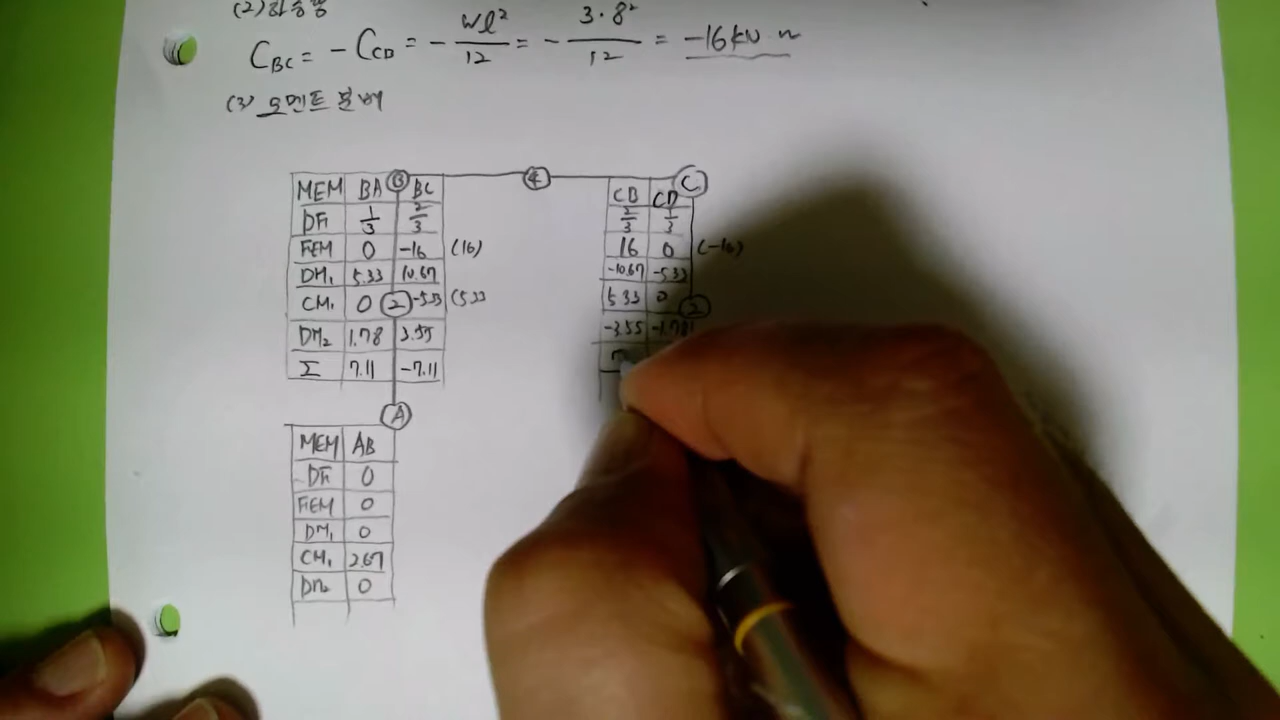 (2) 하중항
C_BC = - C_CD = - wl²/12 = - 3·8²/12 = -16kN·m
(3) 모멘트 분배
MEM BA B BC
DF 1/3 2/3
FEM 0 -16 (16)
DM₁ 5.33 10.67
CM₁ 0 2 -5.33 (5.33
DM₂ 1.78 3.55
Σ 7.11 -7.11
4
CB CD C
2/3 1/3
16 0 (-16)
-10.67 -5.33
5.33 0 2
-3.55 -1.78
A
MEM AB
DF 0
FEM 0
DM₁ 0
CM₁ 2.67
DM₂ 0